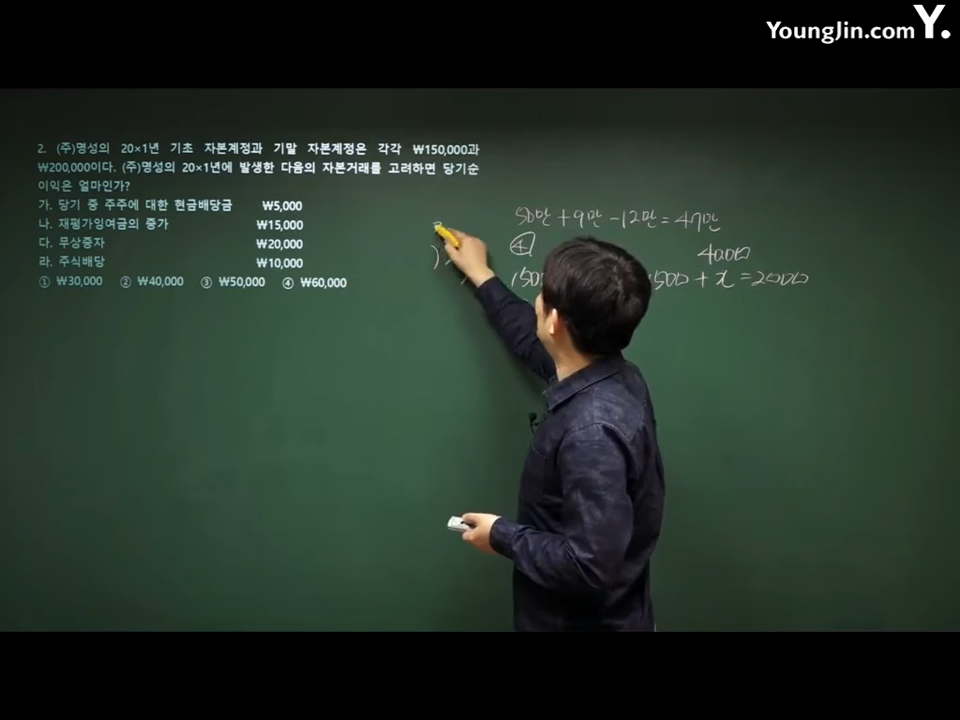 YoungJin.com Y.
2. (주)명성의 20×1년 기초 자본계정과 기말 자본계정은 각각 ₩150,000과
₩200,000이다. (주)명성의 20×1년에 발생한 다음의 자본거래를 고려하면 당기순
이익은 얼마인가?
가. 당기 중 주주에 대한 현금배당금 ₩5,000
나. 재평가잉여금의 증가 ₩15,000
다. 무상증자 ₩20,000
라. 주식배당 ₩10,000
① ₩30,000 ② ₩40,000 ③ ₩50,000 ④ ₩60,000
50만 + 9만 - 12만 = 47만
④
40000
+ x = 20000